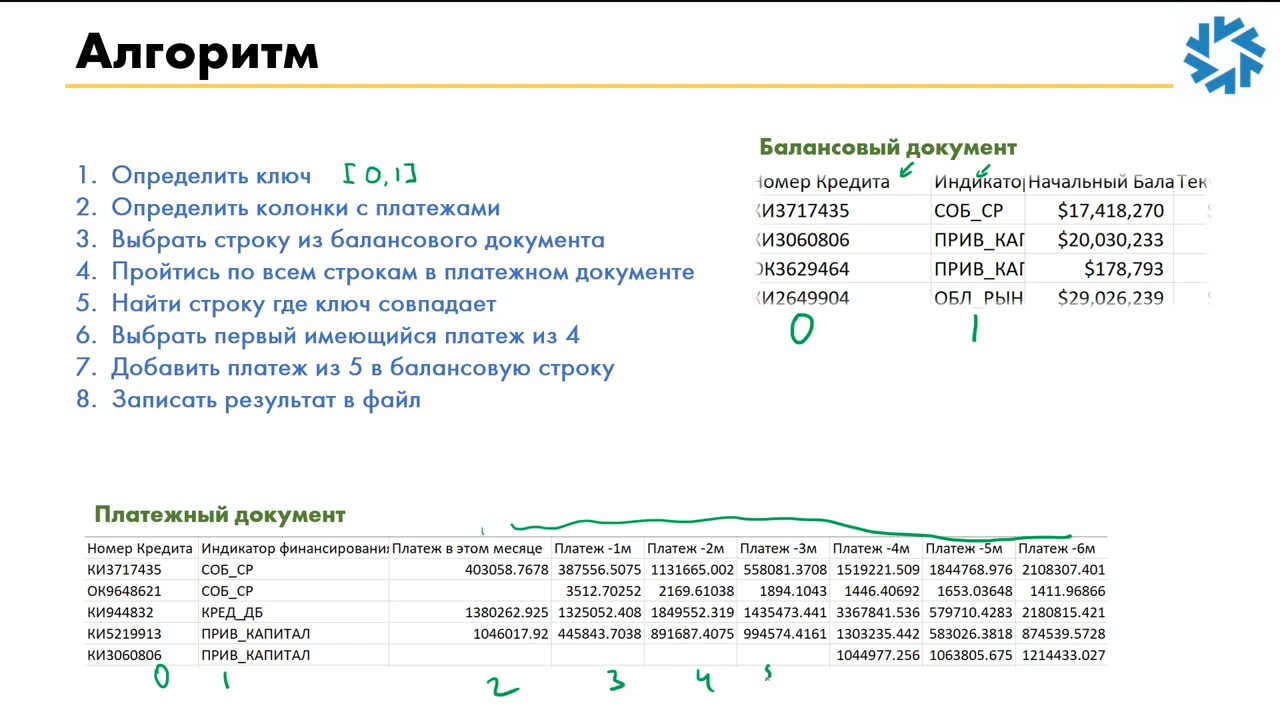 Алгоритм
1. Определить ключ [0,1]
2. Определить колонки с платежами
3. Выбрать строку из балансового документа
4. Пройтись по всем строкам в платежном документе
5. Найти строку где ключ совпадает
6. Выбрать первый имеющийся платеж из 4
7. Добавить платеж из 5 в балансовую строку
8. Записать результат в файл
Балансовый документ
Номер Кредита Индикатор Начальный Бала Тек
КИ3717435 СОБ_СР $17,418,270
КИ3060806 ПРИВ_КАП $20,030,233
ОК3629464 ПРИВ_КАП $178,793
КИ2649904 ОБЛ_РЫН $29,026,239
0 1
Платежный документ
Номер Кредита Индикатор финансирования Платеж в этом месяце Платеж -1м Платеж -2м Платеж -3м Платеж -4м Платеж -5м Платеж -6м
КИ3717435 СОБ_СР 403058.7678 387556.5075 1131665.002 558081.3708 1519221.509 1844768.976 2108307.401
ОК9648621 СОБ_СР 3512.70252 2169.61038 1894.1043 1446.40692 1653.03648 1411.96866
КИ944832 КРЕД_ДБ 1380262.925 1325052.408 1849552.319 1435473.441 3367841.536 579710.4283 2180815.421
КИ5219913 ПРИВ_КАПИТАЛ 1046017.92 445843.7038 891687.4075 994574.4161 1303235.442 583026.3818 874539.5728
КИ3060806 ПРИВ_КАПИТАЛ 1044977.256 1063805.675 1214433.027
0 1 2 3 4